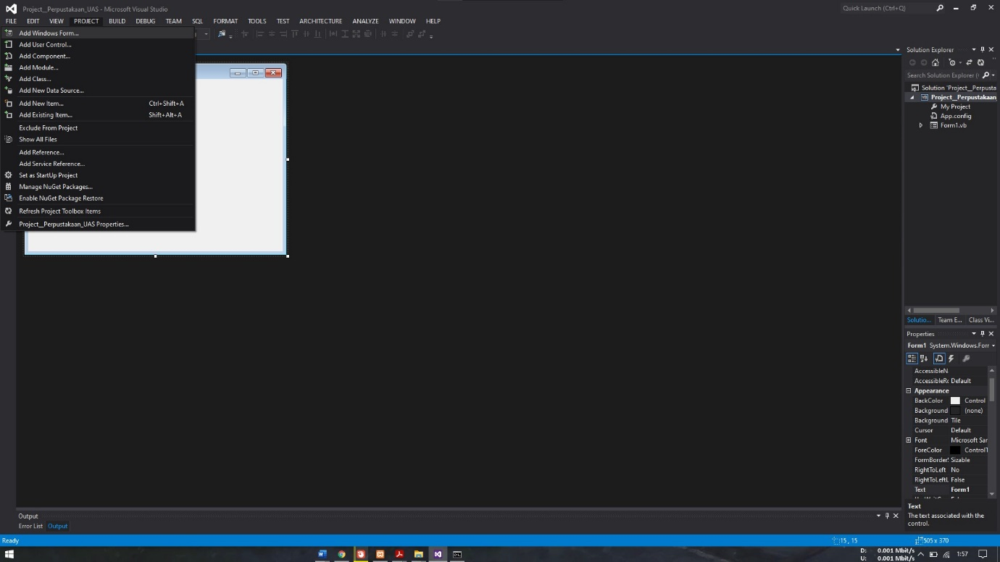 Project__Perpustakaan_UAS - Microsoft Visual Studio
Quick Launch (Ctrl+Q)
FILE EDIT VIEW PROJECT BUILD DEBUG TEAM SQL FORMAT TOOLS TEST ARCHITECTURE ANALYZE WINDOW HELP
Add Windows Form...
Add User Control...
Add Component...
Add Module...
Add Class...
Add New Data Source...
Add New Item... Ctrl+Shift+A
Add Existing Item... Shift+Alt+A
Exclude From Project
Show All Files
Add Reference...
Add Service Reference...
Set as StartUp Project
Manage NuGet Packages...
Enable NuGet Package Restore
Refresh Project Toolbox Items
Project__Perpustakaan_UAS Properties...
Solution Explorer
Search Solution Explorer (
Solution 'Project__Perpusta
VB Project__Perpustakaan
My Project
App.config
Form1.vb
Solutio... Team E... Class Vi...
Properties
Form1 System.Windows.Forr
AccessibleN
AccessibleRc Default
Appearance
BackColor Control
Background (none)
Background Tile
Cursor Default
Font Microsoft San
ForeColor ControlT
FormBorderS Sizable
RightToLeft No
RightToLeftL False
Text Form1
Text
The text associated with the
control.
Output
Error List Output
Ready
15 , 15
505 x 370
D: 0.001 Mbit/s
U: 0.001 Mbit/s
1:57